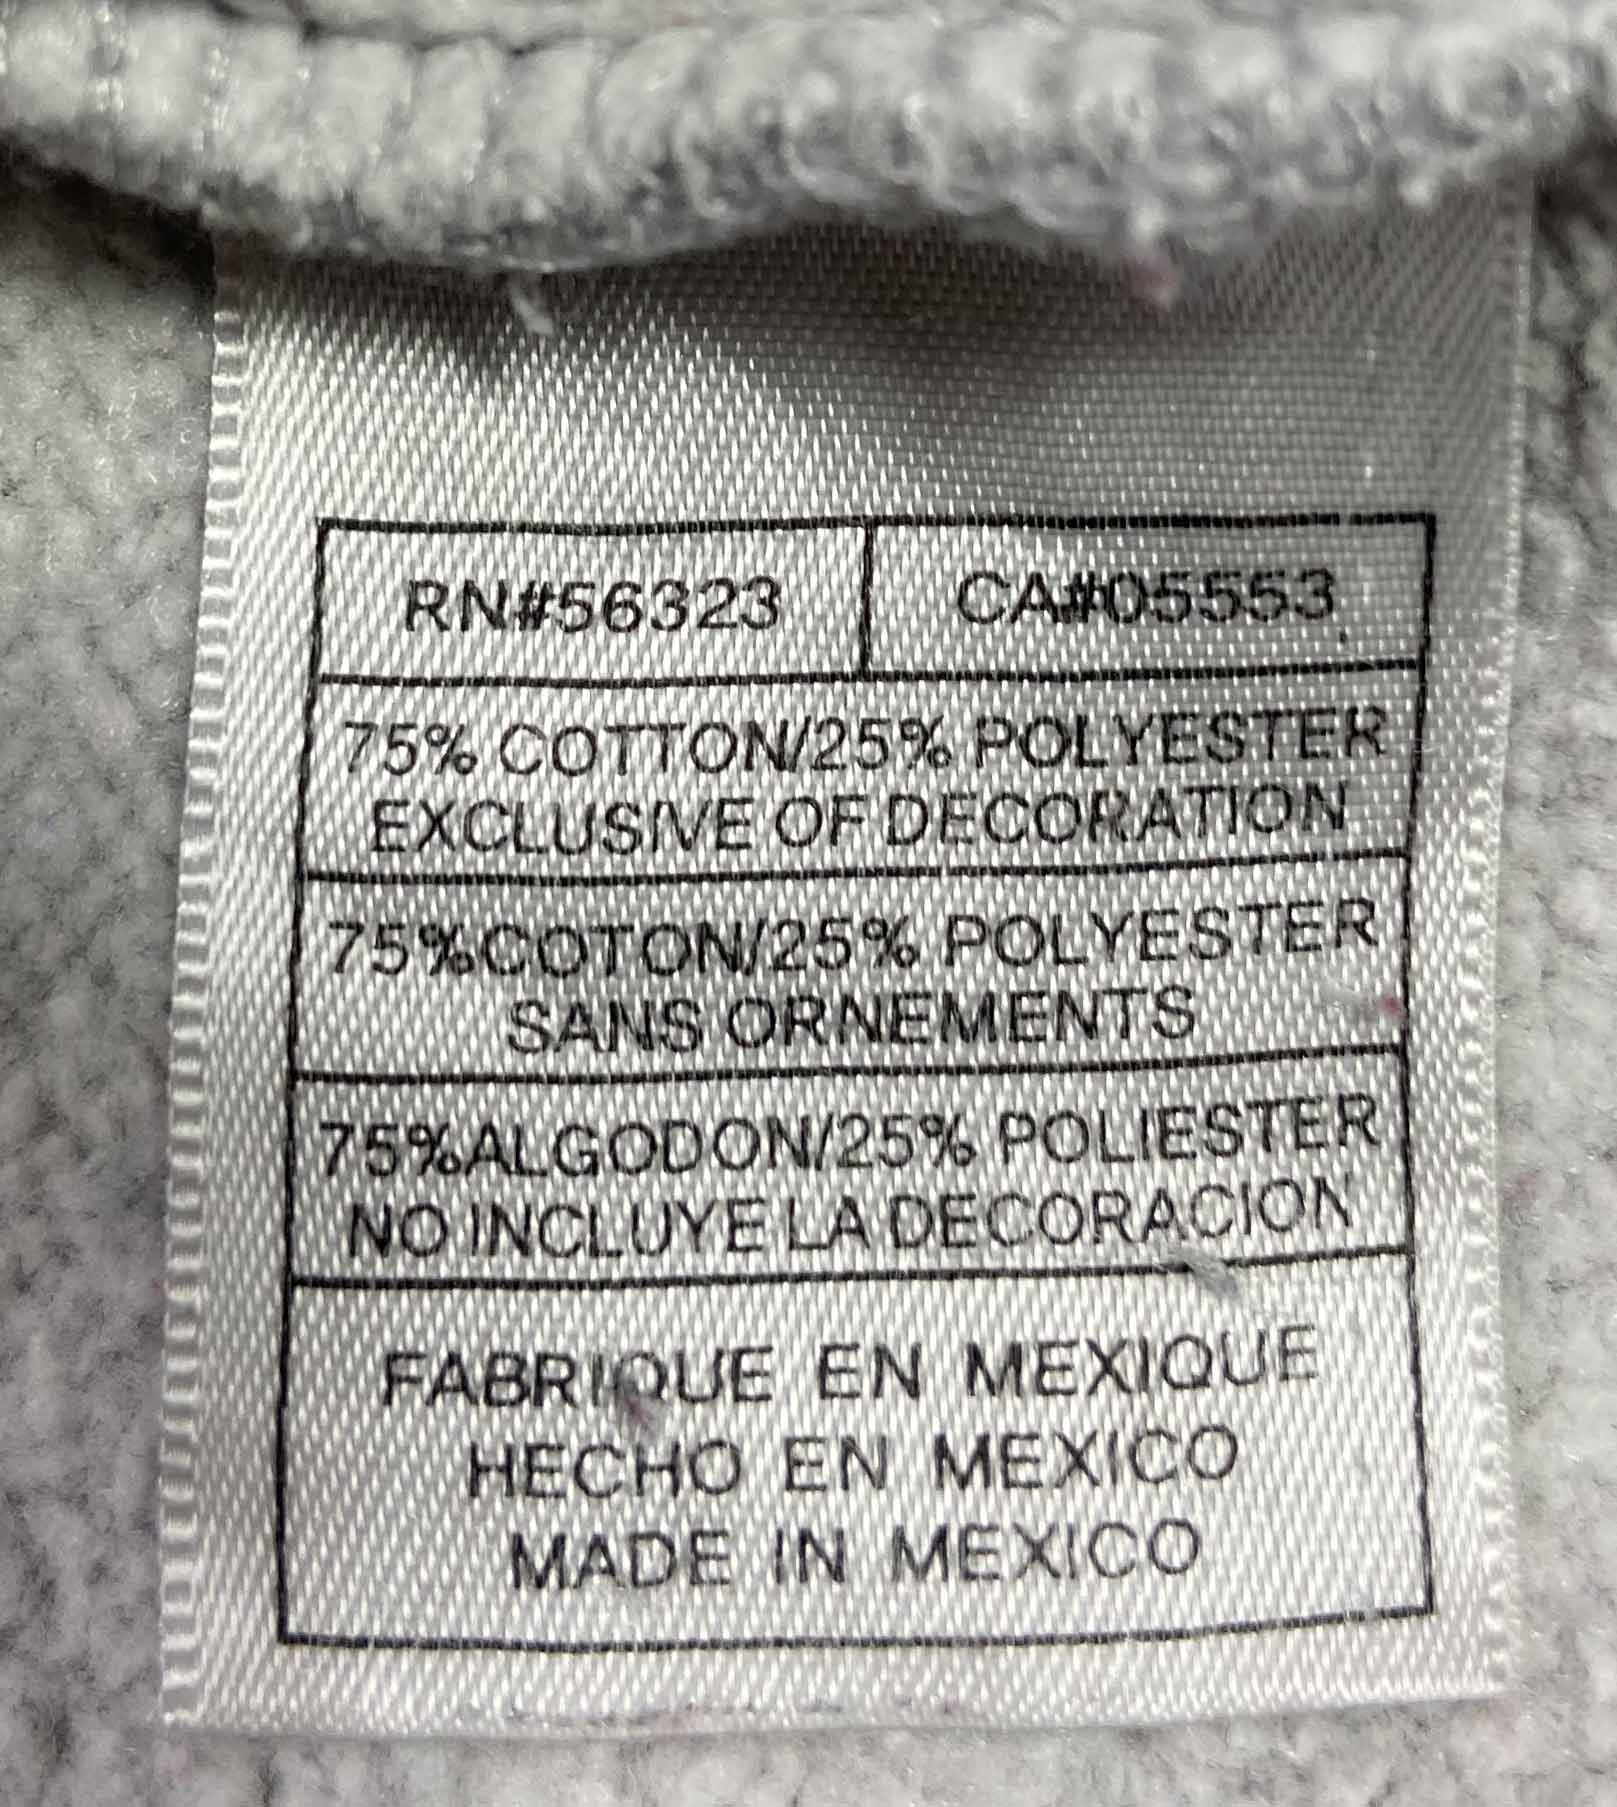 RN#56323 CA#05553
75% COTTON/25% POLYESTER
EXCLUSIVE OF DECORATION
75%COTON/25% POLYESTER
SANS ORNEMENTS
75%ALGODON/25% POLIESTER
NO INCLUYE LA DECORACION
FABRIQUE EN MEXIQUE
HECHO EN MEXICO
MADE IN MEXICO